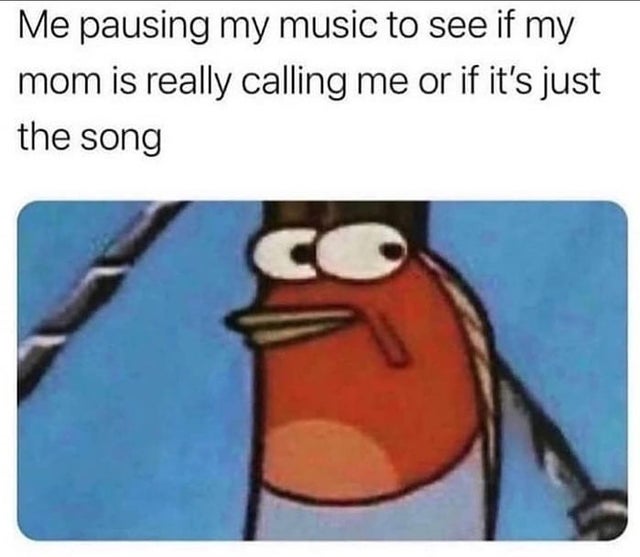 Me pausing my music to see if my
mom is really calling me or if it's just
the song